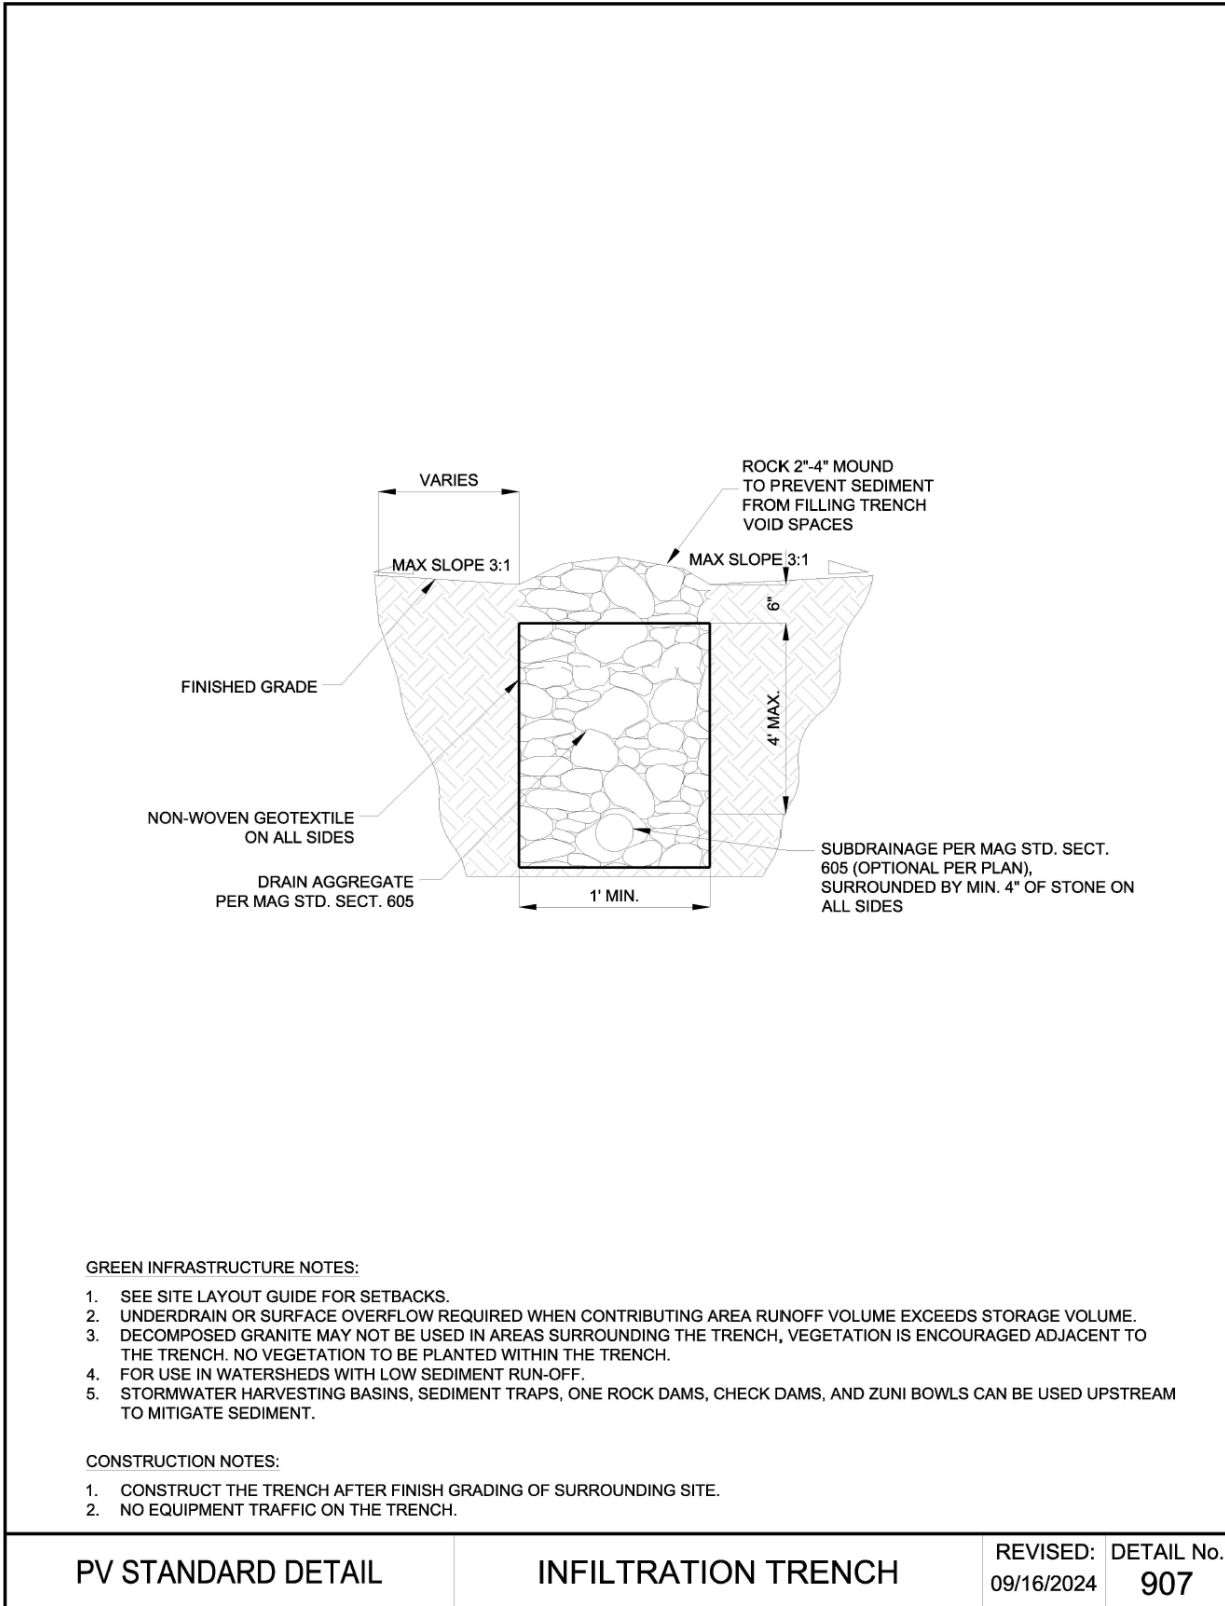 VARIES
ROCK 2"-4" MOUND
TO PREVENT SEDIMENT
FROM FILLING TRENCH
VOID SPACES
MAX SLOPE 3:1
MAX SLOPE 3:1
6"
FINISHED GRADE
4' MAX.
NON-WOVEN GEOTEXTILE
ON ALL SIDES
DRAIN AGGREGATE
PER MAG STD. SECT. 605
1' MIN.
SUBDRAINAGE PER MAG STD. SECT.
605 (OPTIONAL PER PLAN),
SURROUNDED BY MIN. 4" OF STONE ON
ALL SIDES
GREEN INFRASTRUCTURE NOTES:
1. SEE SITE LAYOUT GUIDE FOR SETBACKS.
2. UNDERDRAIN OR SURFACE OVERFLOW REQUIRED WHEN CONTRIBUTING AREA RUNOFF VOLUME EXCEEDS STORAGE VOLUME.
3. DECOMPOSED GRANITE MAY NOT BE USED IN AREAS SURROUNDING THE TRENCH, VEGETATION IS ENCOURAGED ADJACENT TO
THE TRENCH. NO VEGETATION TO BE PLANTED WITHIN THE TRENCH.
4. FOR USE IN WATERSHEDS WITH LOW SEDIMENT RUN-OFF.
5. STORMWATER HARVESTING BASINS, SEDIMENT TRAPS, ONE ROCK DAMS, CHECK DAMS, AND ZUNI BOWLS CAN BE USED UPSTREAM
TO MITIGATE SEDIMENT.
CONSTRUCTION NOTES:
1. CONSTRUCT THE TRENCH AFTER FINISH GRADING OF SURROUNDING SITE.
2. NO EQUIPMENT TRAFFIC ON THE TRENCH.
PV STANDARD DETAIL
INFILTRATION TRENCH
REVISED:
09/16/2024
DETAIL No.
907